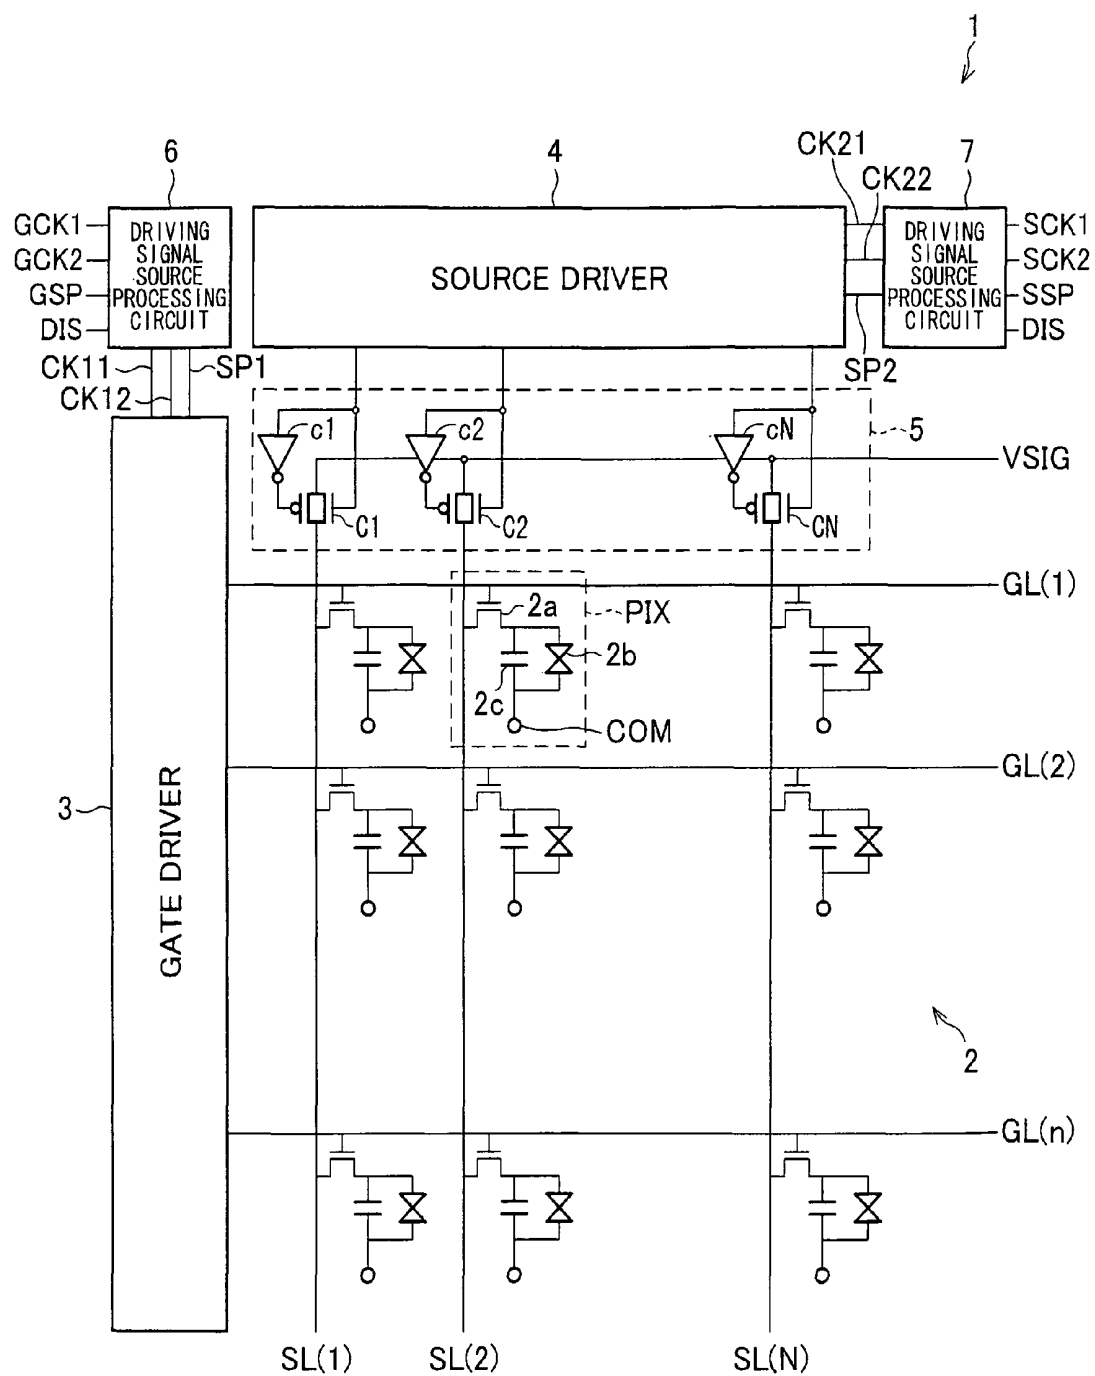 1
6
4
CK21
7
CK22
GCK1
GCK2
GSP
DIS
DRIVING
SIGNAL
SOURCE
PROCESSING
CIRCUIT
SOURCE DRIVER
DRIVING
SIGNAL
SOURCE
PROCESSING
CIRCUIT
SCK1
SCK2
SSP
DIS
CK11
CK12
SP1
SP2
c1
c2
cN
5
VSIG
C1
C2
CN
GL(1)
2a
PIX
2b
2c
COM
GL(2)
3
GATE DRIVER
2
GL(n)
SL(1)
SL(2)
SL(N)